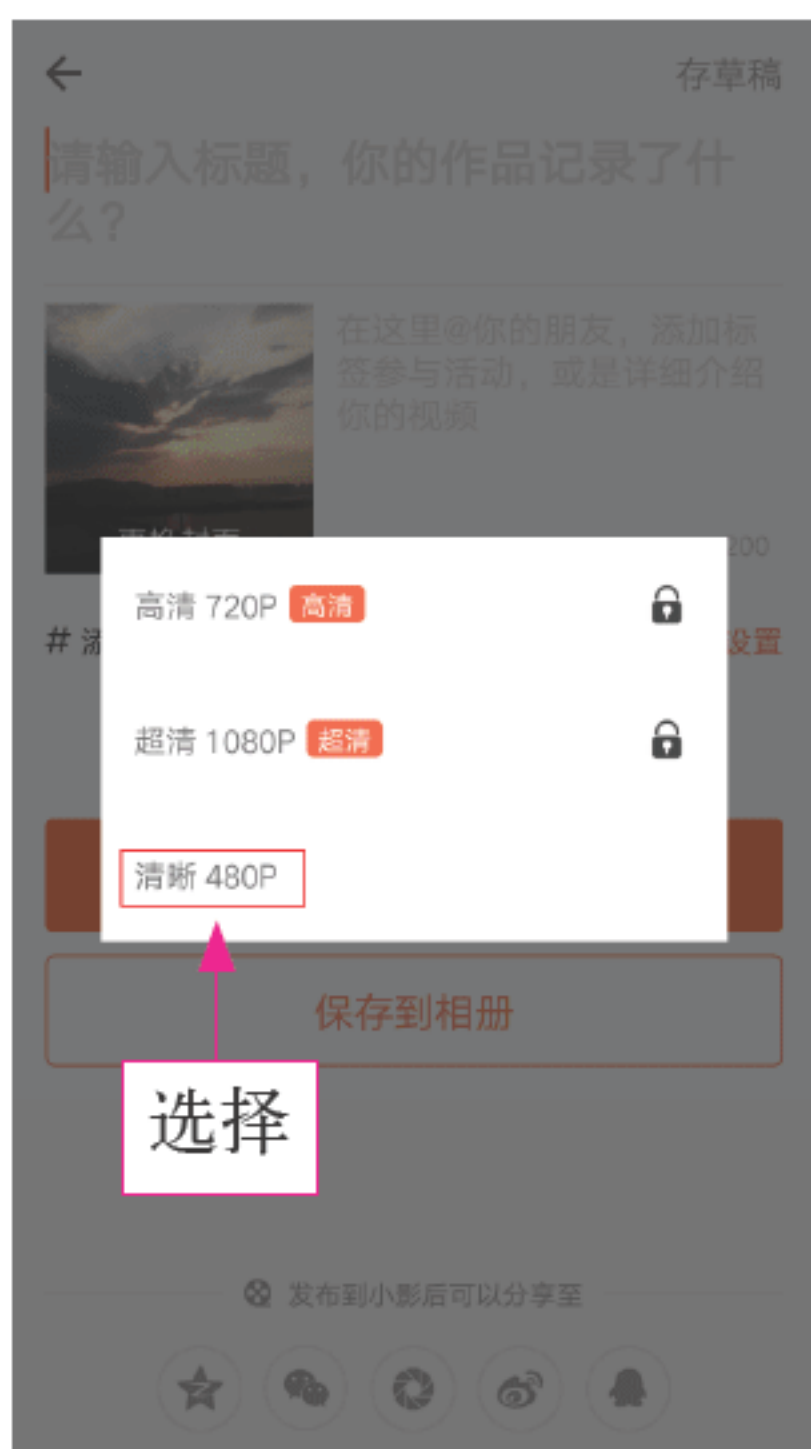 存草稿
请输入标题，你的作品记录了什
么？
在这里@你的朋友，添加标
签参与活动，或是详细介绍
你的视频
200
高清 720P 高清
# 添
设置
超清 1080P 超清
清晰 480P
保存到相册
选择
发布到小影后可以分享至